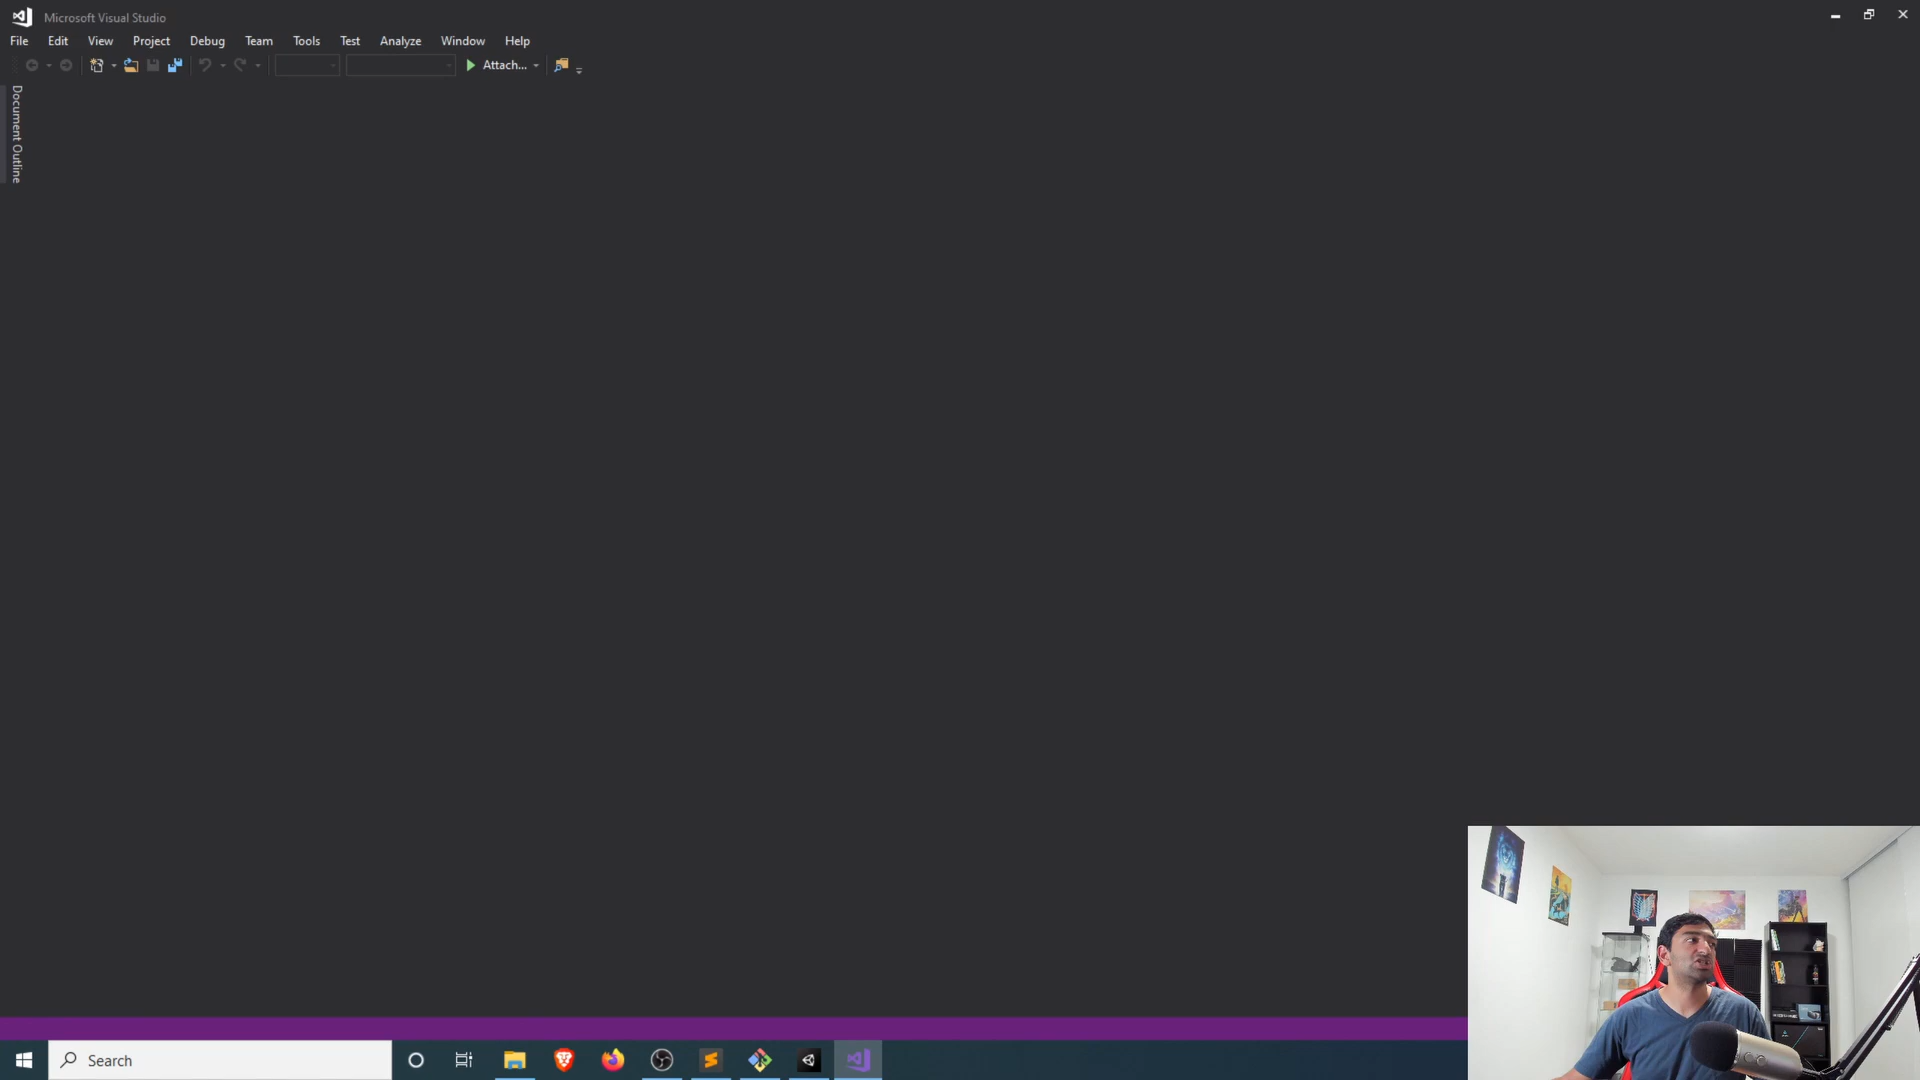 Microsoft Visual Studio
File Edit View Project Debug Team Tools Test Analyze Window Help
Attach...
Document Outline
Search